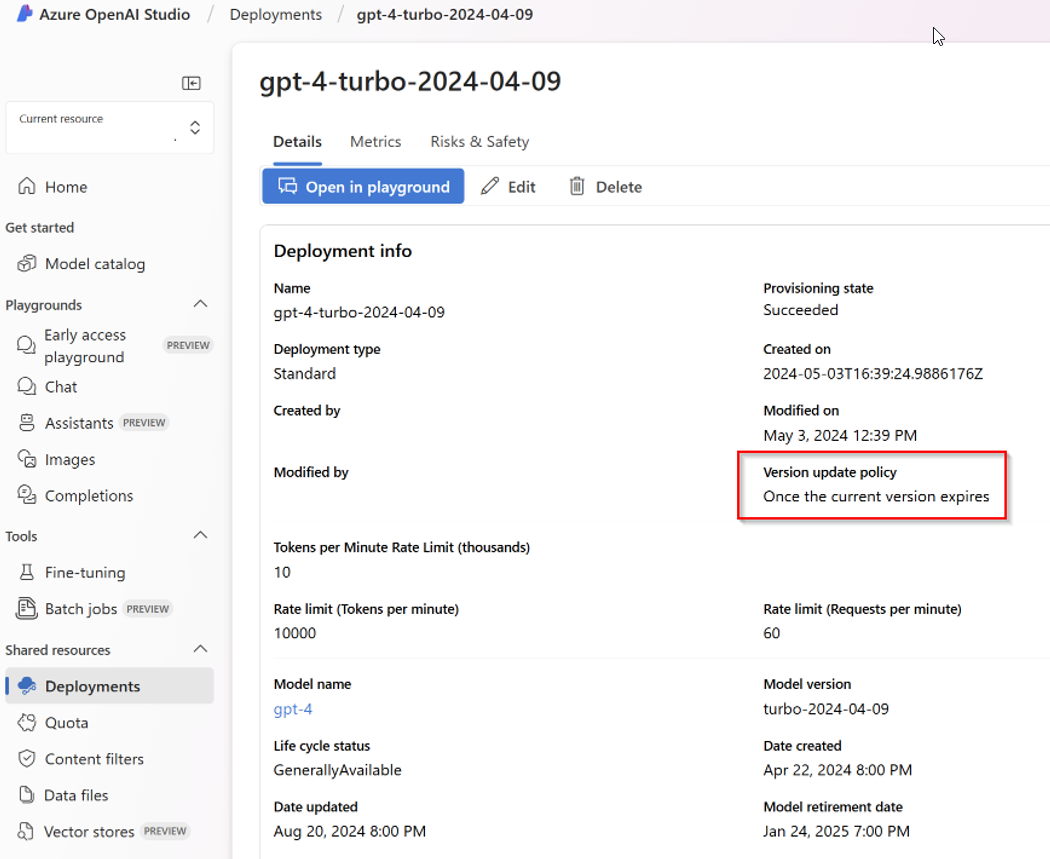 Azure OpenAI Studio / Deployments / gpt-4-turbo-2024-04-09
Current resource
Home
Get started
Model catalog
Playgrounds
Early access
playground
PREVIEW
Chat
Assistants PREVIEW
Images
Completions
Tools
Fine-tuning
Batch jobs PREVIEW
Shared resources
Deployments
Quota
Content filters
Data files
Vector stores PREVIEW
gpt-4-turbo-2024-04-09
Details Metrics Risks & Safety
Open in playground Edit Delete
Deployment info
Name
gpt-4-turbo-2024-04-09
Provisioning state
Succeeded
Deployment type
Standard
Created on
2024-05-03T16:39:24.9886176Z
Created by
Modified on
May 3, 2024 12:39 PM
Modified by
Version update policy
Once the current version expires
Tokens per Minute Rate Limit (thousands)
10
Rate limit (Tokens per minute)
10000
Rate limit (Requests per minute)
60
Model name
gpt-4
Model version
turbo-2024-04-09
Life cycle status
GenerallyAvailable
Date created
Apr 22, 2024 8:00 PM
Date updated
Aug 20, 2024 8:00 PM
Model retirement date
Jan 24, 2025 7:00 PM